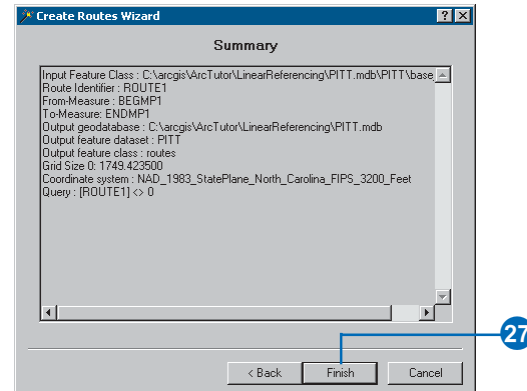 Create Routes Wizard
Summary
Input Feature Class : C:\arcgis\ArcTutor\LinearReferencing\PITT.mdb\PITT\base_
Route Identifier : ROUTE1
From-Measure : BEGMP1
To-Measure: ENDMP1
Output geodatabase : C:\arcgis\ArcTutor\LinearReferencing\PITT.mdb
Output feature dataset : PITT
Output feature class : routes
Grid Size 0: 1749.423500
Coordinate system : NAD_1983_StatePlane_North_Carolina_FIPS_3200_Feet
Query : [ROUTE1] <> 0
27
< Back Finish Cancel